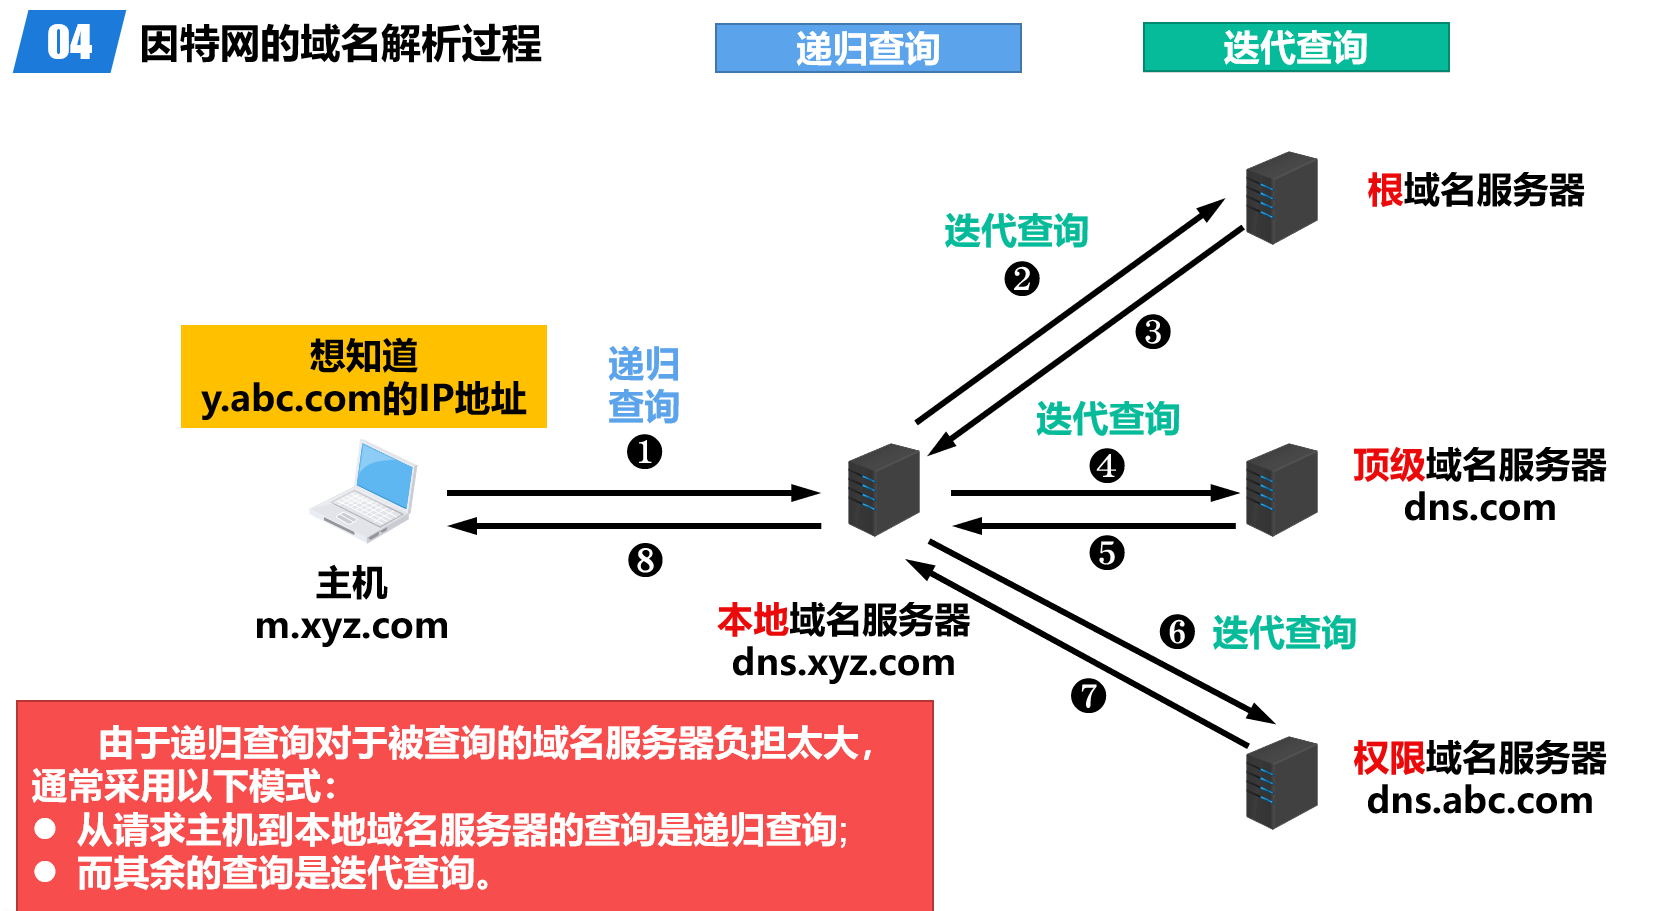 04 因特网的域名解析过程
递归查询
迭代查询
根域名服务器
迭代查询
❷
❸
想知道
y.abc.com的IP地址
递归
查询
❶
迭代查询
❹
顶级域名服务器
dns.com
❺
❽
主机
m.xyz.com
本地域名服务器
dns.xyz.com
❻ 迭代查询
❼
权限域名服务器
dns.abc.com
由于递归查询对于被查询的域名服务器负担太大，
通常采用以下模式：
● 从请求主机到本地域名服务器的查询是递归查询;
● 而其余的查询是迭代查询。